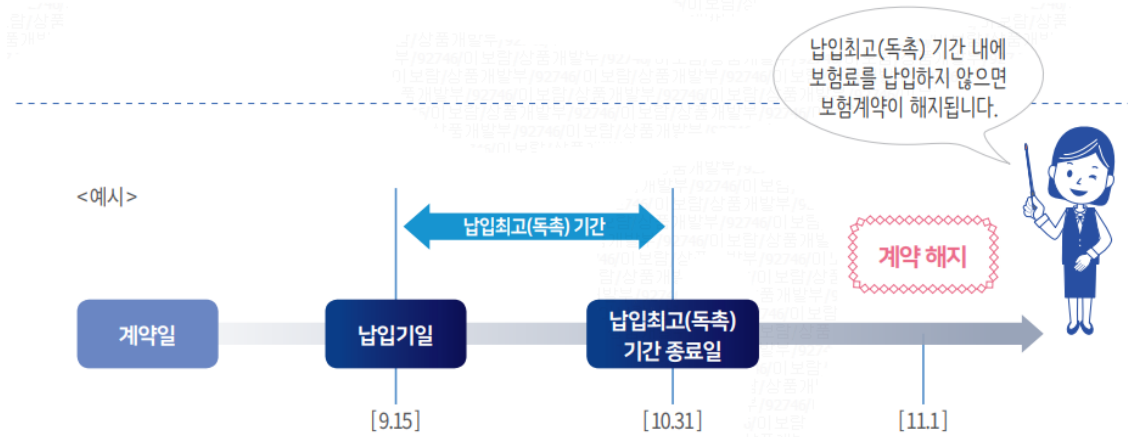 납입최고(독촉) 기간 내에
보험료를 납입하지 않으면
보험계약이 해지됩니다.
<예시>
납입최고(독촉) 기간
계약 해지
계약일
납입기일
납입최고(독촉)
기간 종료일
[9.15]
[10.31]
[11.1]